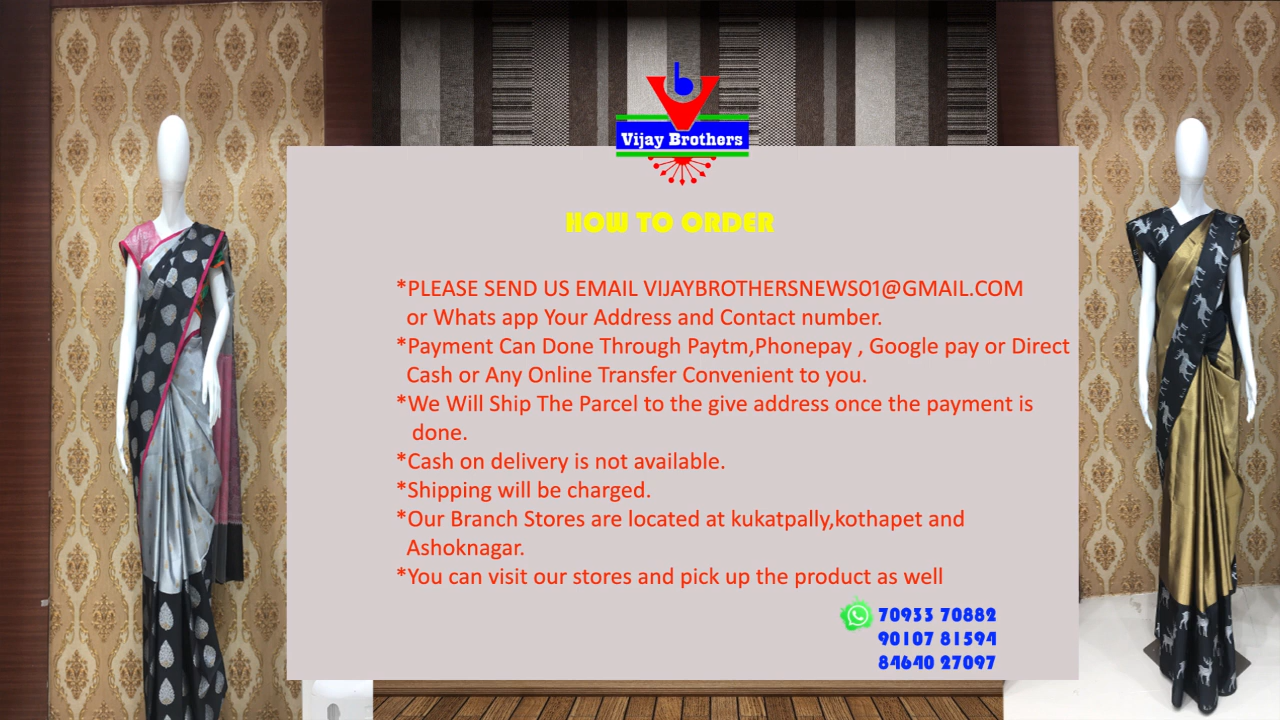 b
Vijay Brothers
HOW TO ORDER
*PLEASE SEND US EMAIL VIJAYBROTHERSNEWS01@GMAIL.COM
or Whats app Your Address and Contact number.
*Payment Can Done Through Paytm,Phonepay , Google pay or Direct
Cash or Any Online Transfer Convenient to you.
*We Will Ship The Parcel to the give address once the payment is
done.
*Cash on delivery is not available.
*Shipping will be charged.
*Our Branch Stores are located at kukatpally,kothapet and
Ashoknagar.
*You can visit our stores and pick up the product as well
70933 70882
90107 81594
84640 27097